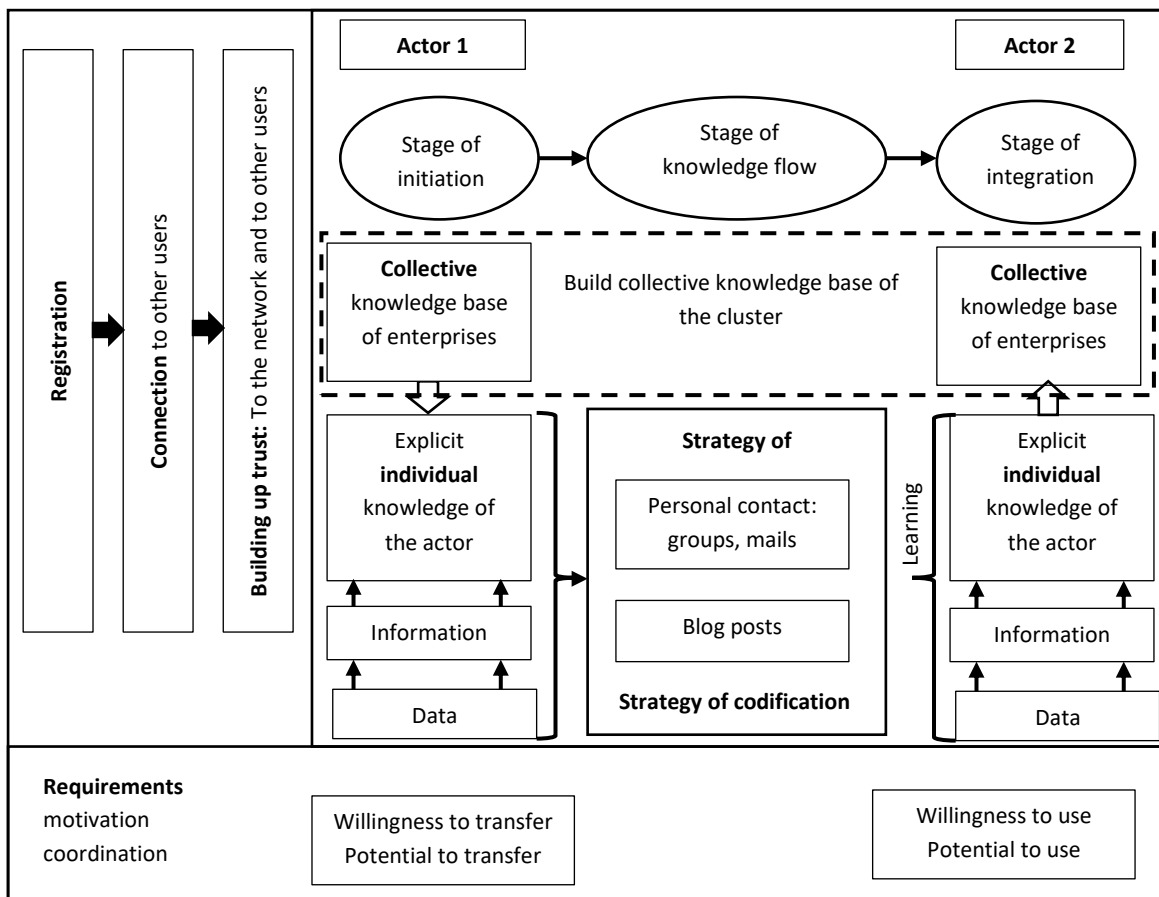 Registration
Connection to other users
Building up trust: To the network and to other users
Actor 1
Actor 2
Stage of
initiation
Stage of
knowledge flow
Stage of
integration
Collective
knowledge base
of enterprises
Build collective knowledge base of
the cluster
Collective
knowledge base
of enterprises
Explicit
individual
knowledge of
the actor
Information
Data
Strategy of
Personal contact:
groups, mails
Blog posts
Strategy of codification
Learning
Explicit
individual
knowledge of
the actor
Information
Data
Requirements
motivation
coordination
Willingness to transfer
Potential to transfer
Willingness to use
Potential to use